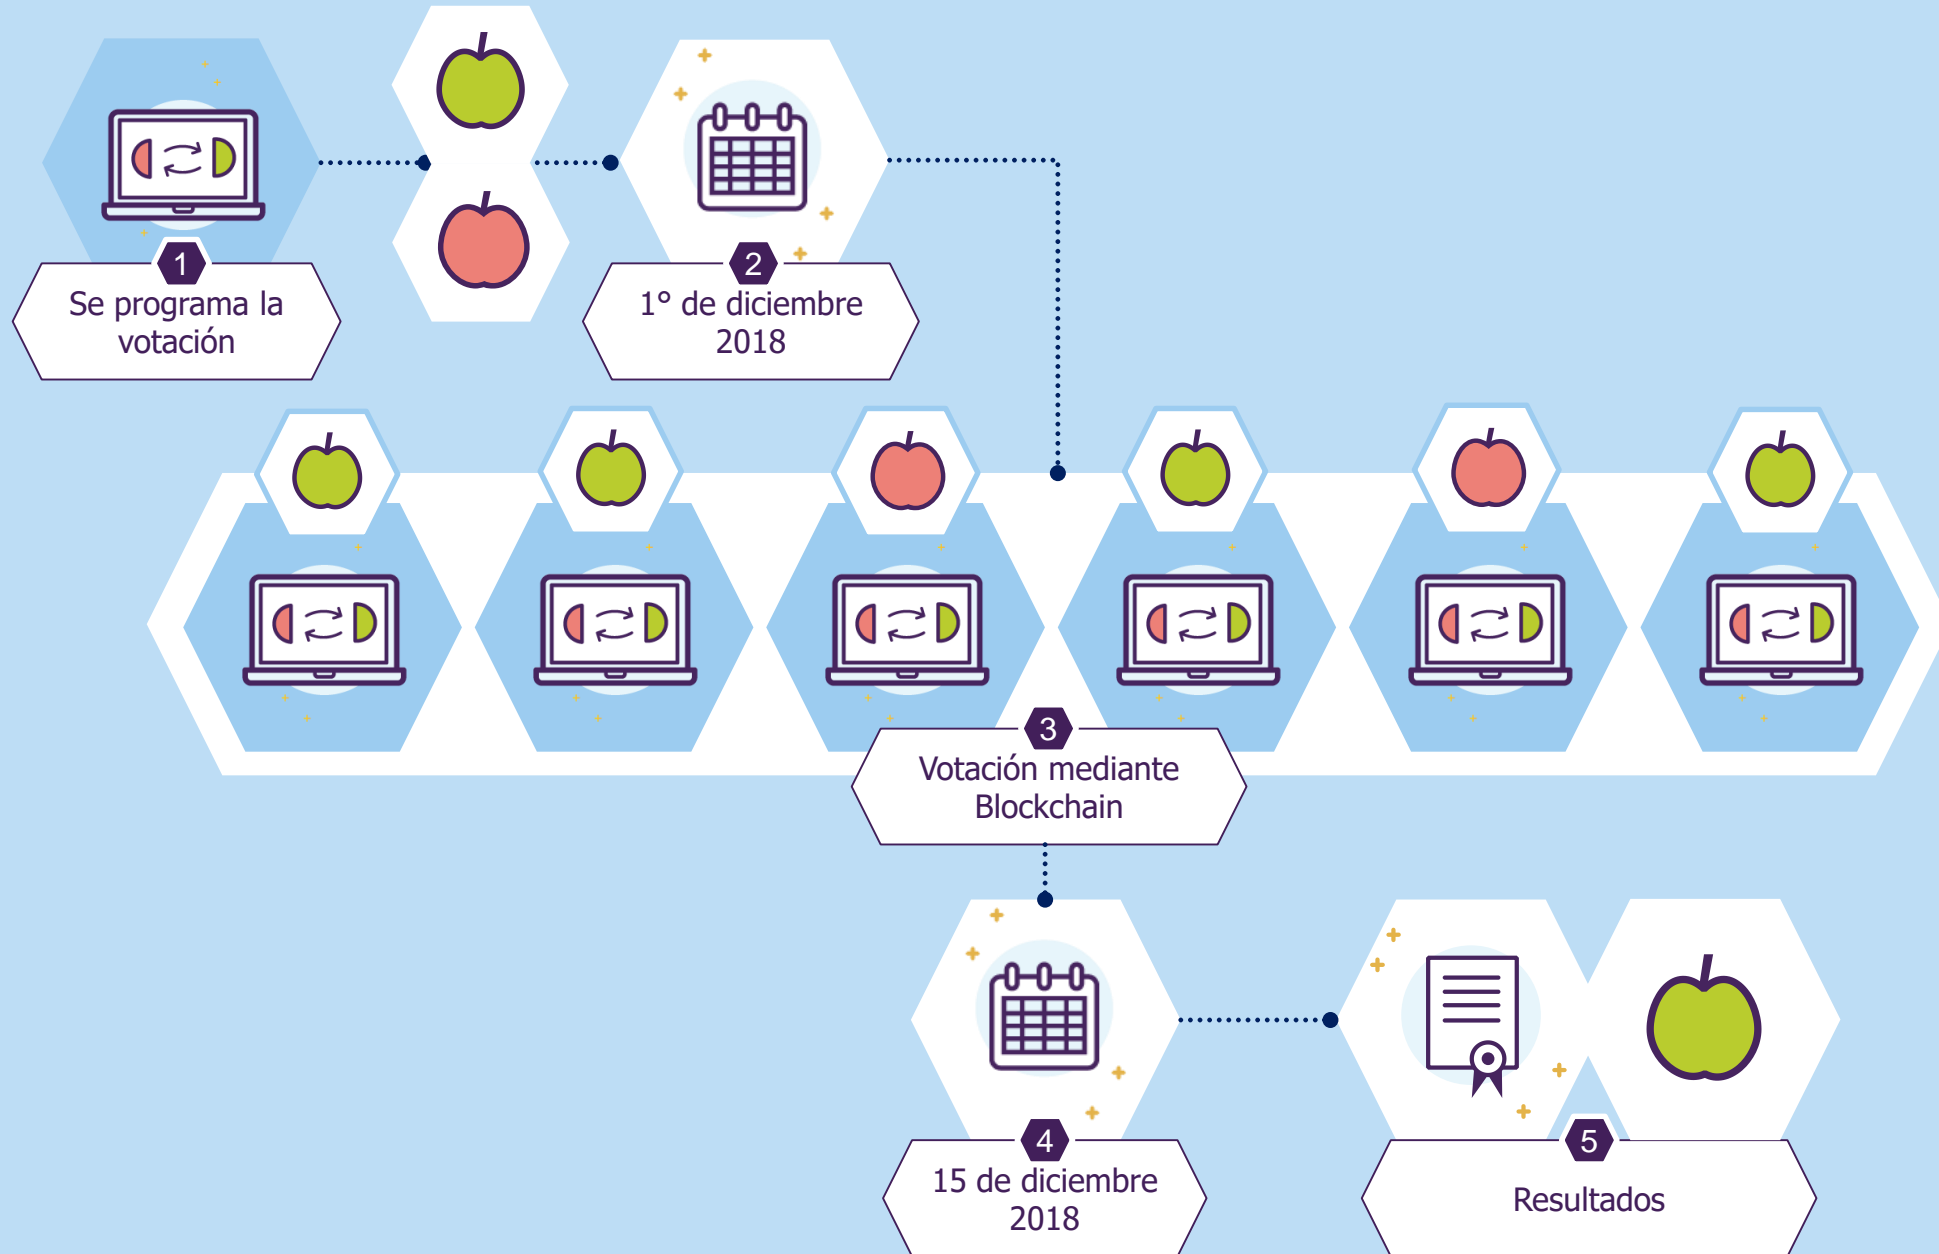 1
Se programa la
votación
2
1° de diciembre
2018
3
Votación mediante
Blockchain
4
15 de diciembre
2018
5
Resultados